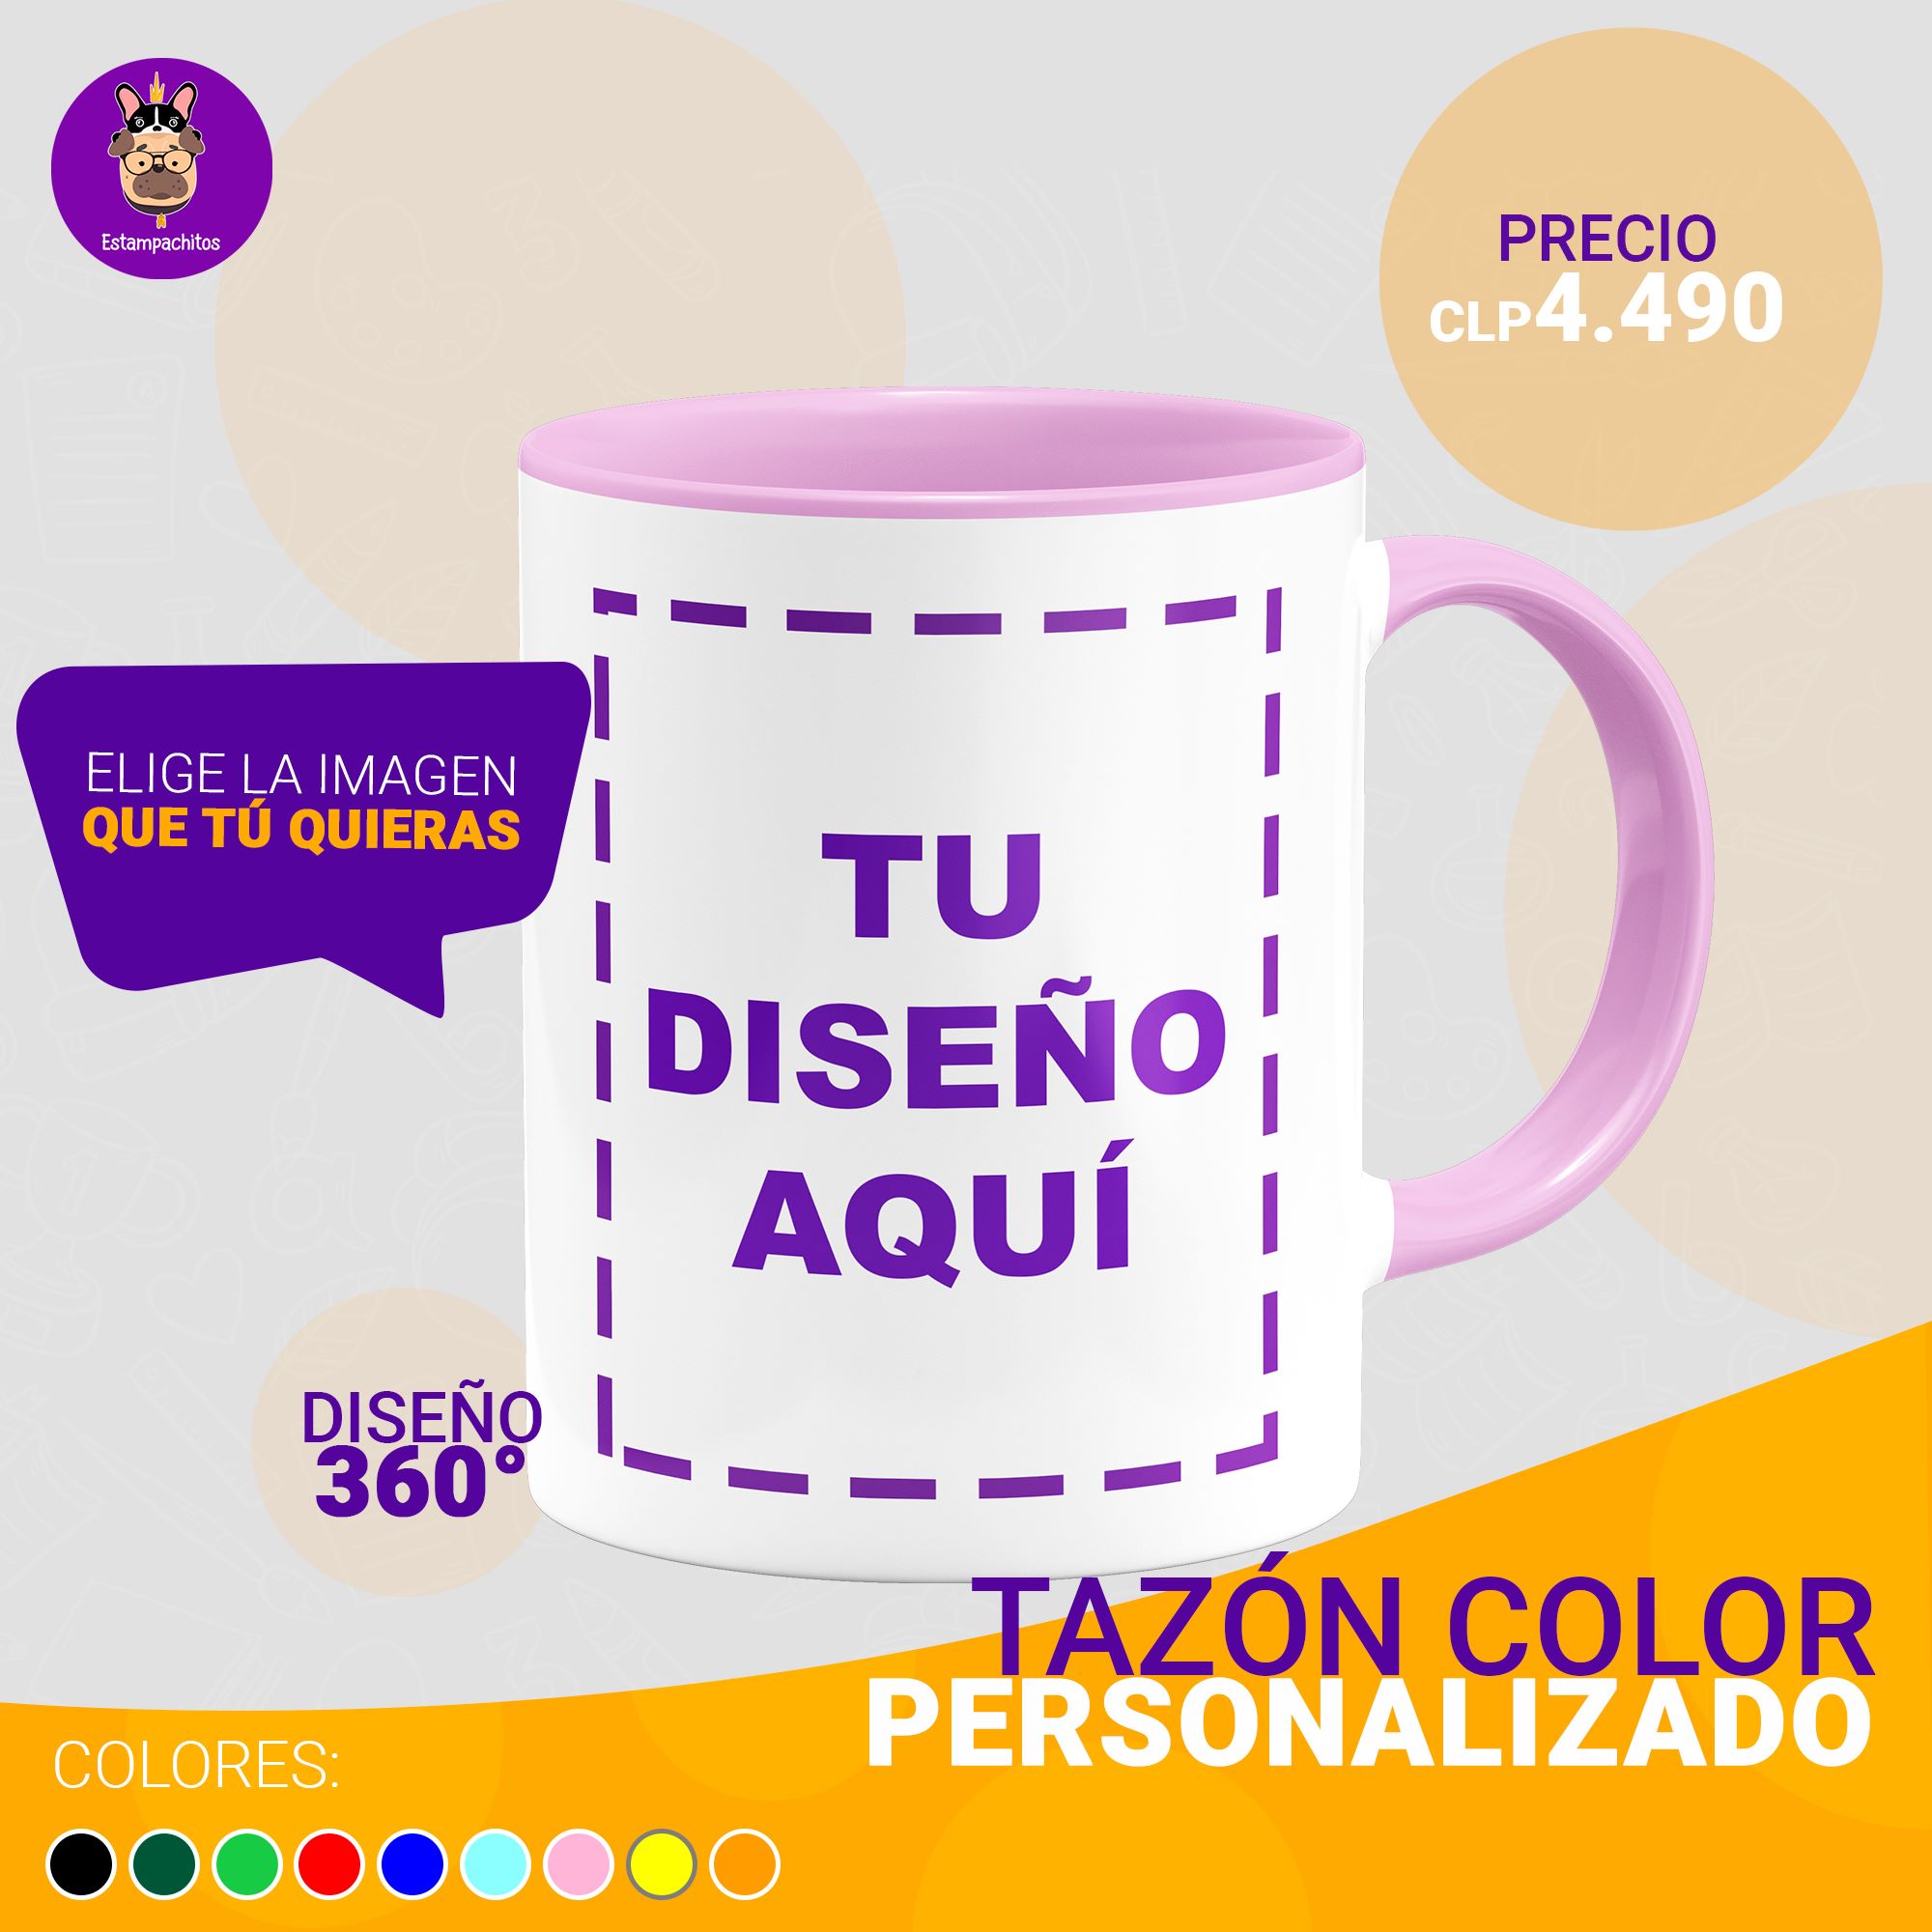 Estampachitos
PRECIO
CLP4.490
ELIGE LA IMAGEN
QUE TÚ QUIERAS
TU
DISEÑO
AQUÍ
DISEÑO
360°
TAZÓN COLOR
PERSONALIZADO
COLORES: